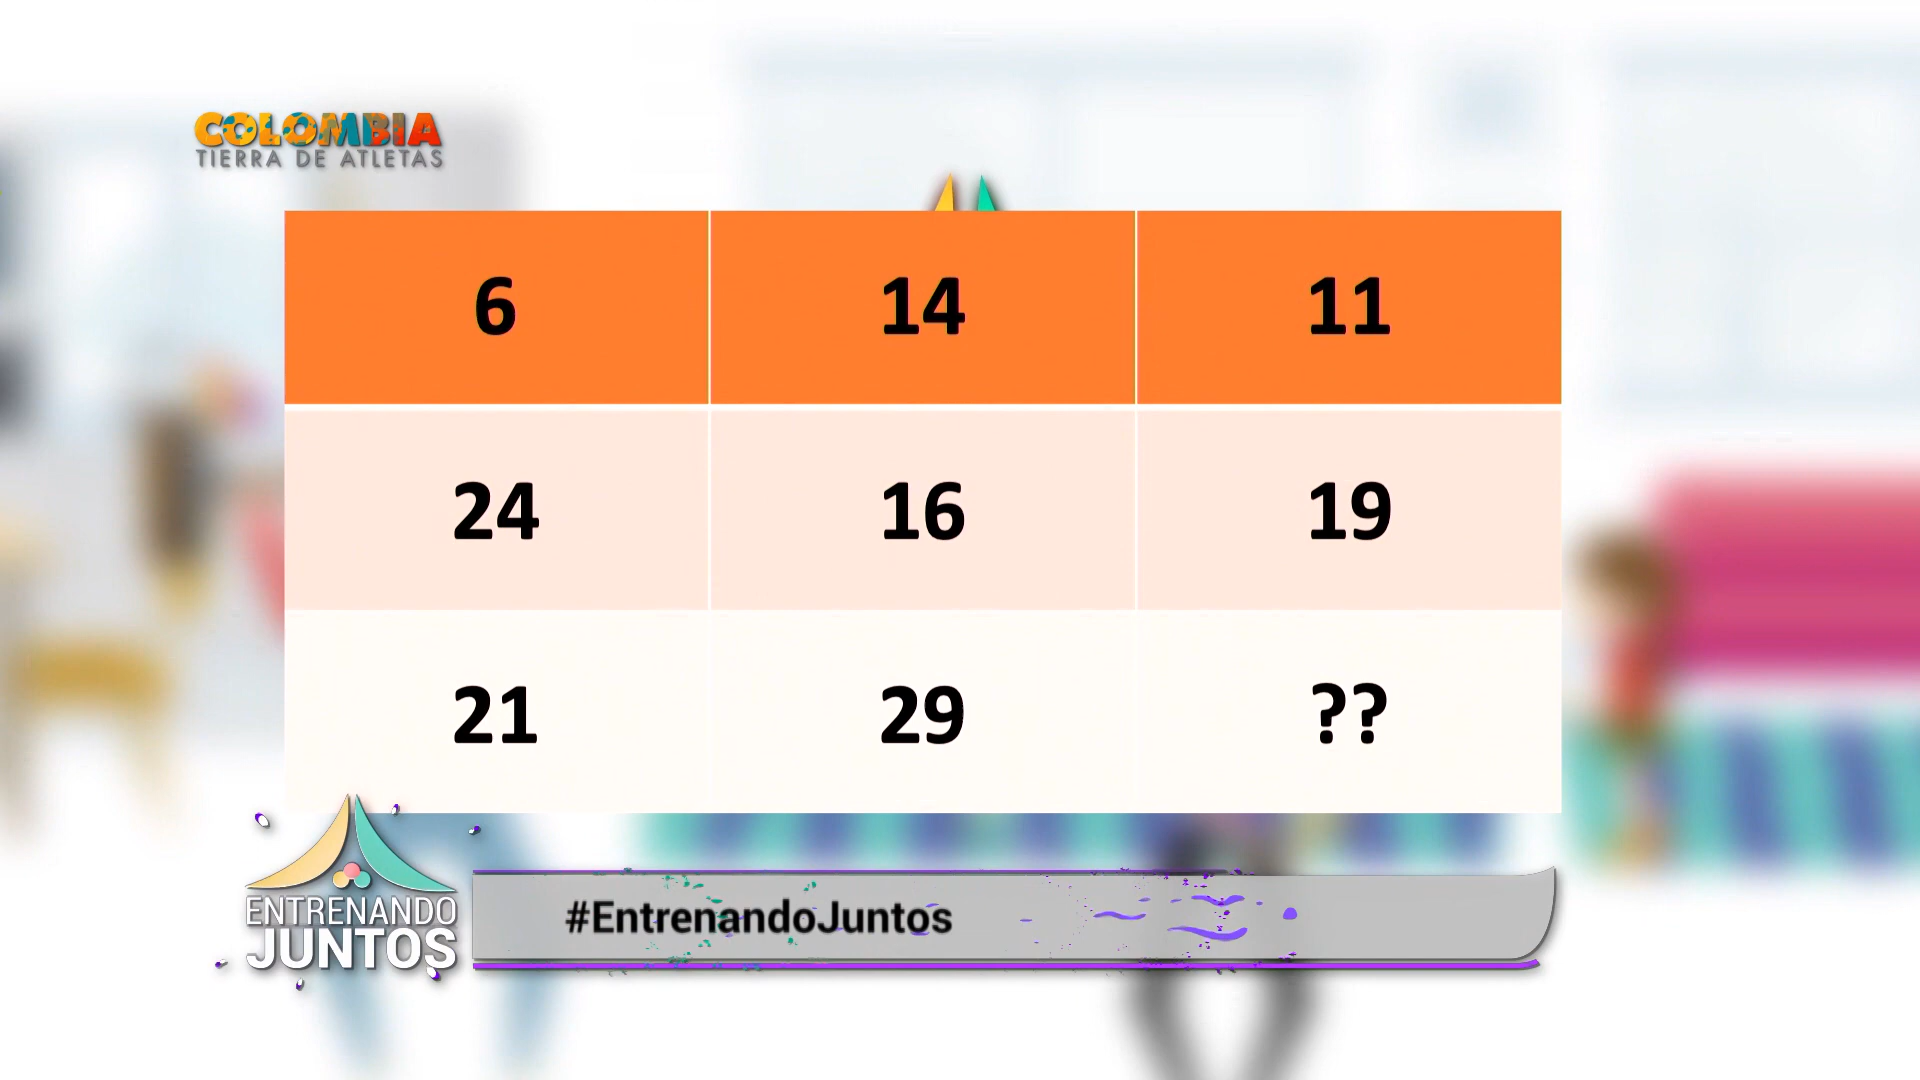 COLOMBIA
TIERRA DE ATLETAS
6 14 11
24 16 19
21 29 ??
ENTRENANDO
JUNTOS
#EntrenandoJuntos